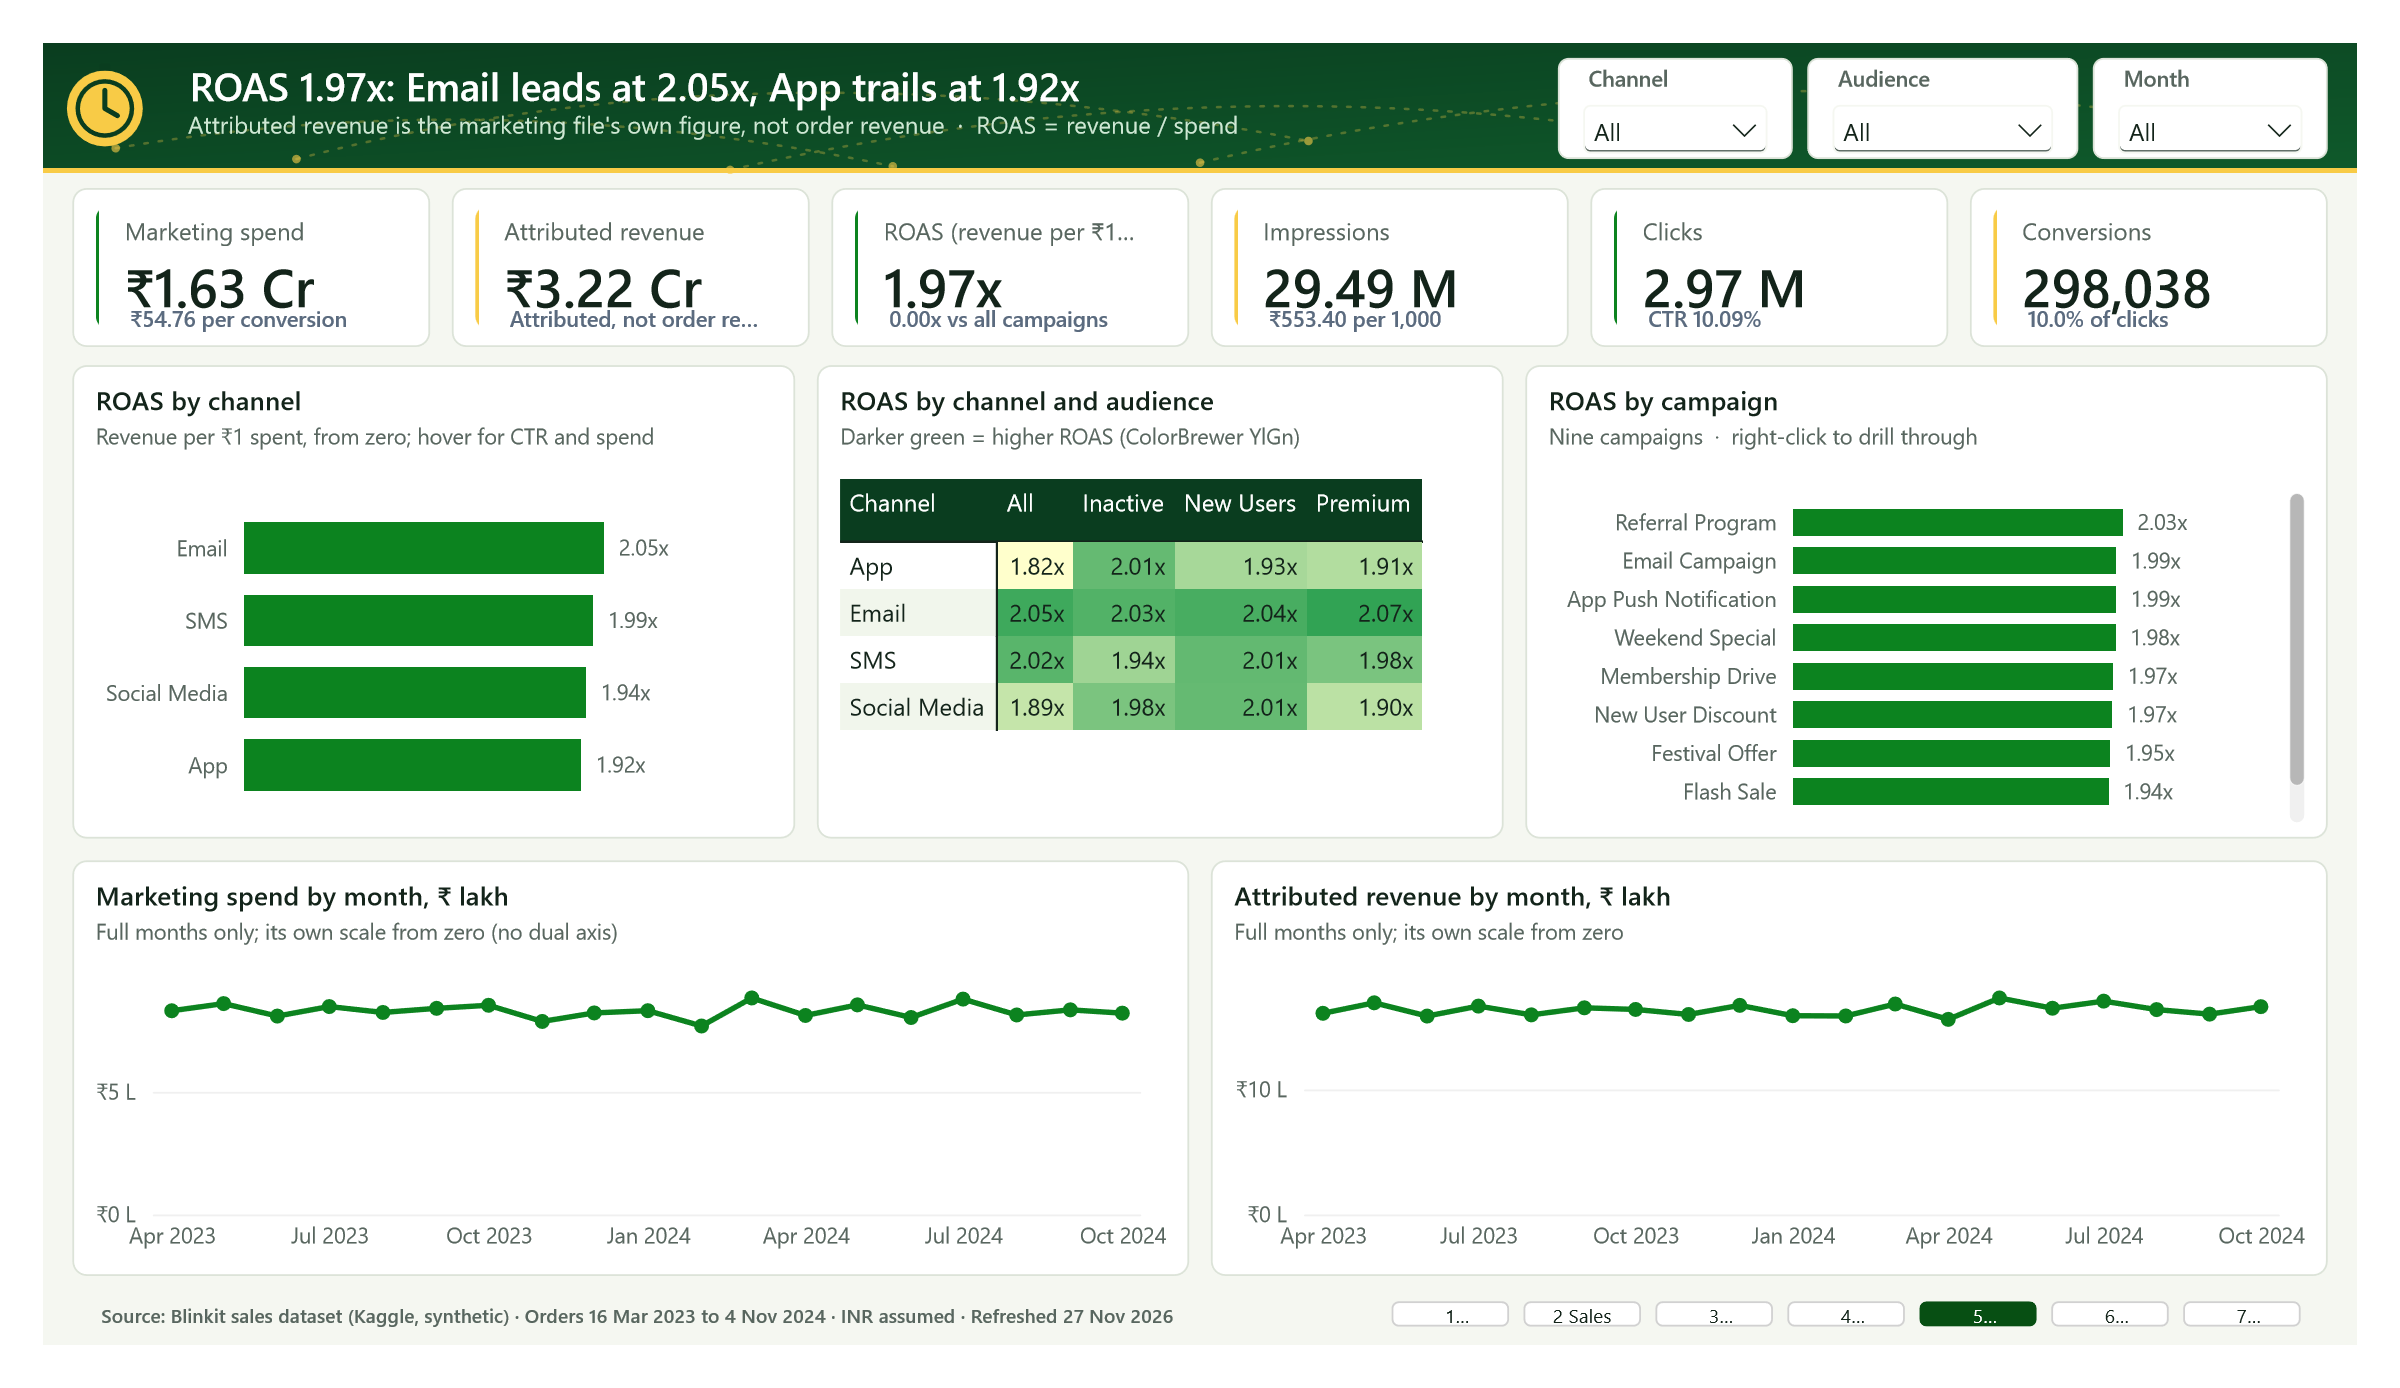 ROAS 1.97x: Email leads at 2.05x, App trails at 1.92x
Attributed revenue is the marketing file's own figure, not order revenue · ROAS = revenue / spend
Channel
All
Audience
All
Month
All
Marketing spend
₹1.63 Cr
₹54.76 per conversion
Attributed revenue
₹3.22 Cr
Attributed, not order re...
ROAS (revenue per ₹1...
1.97x
0.00x vs all campaigns
Impressions
29.49 M
₹553.40 per 1,000
Clicks
2.97 M
CTR 10.09%
Conversions
298,038
10.0% of clicks
ROAS by channel
Revenue per ₹1 spent, from zero; hover for CTR and spend
Email 2.05x
SMS 1.99x
Social Media 1.94x
App 1.92x
ROAS by channel and audience
Darker green = higher ROAS (ColorBrewer YlGn)
Channel All Inactive New Users Premium
App 1.82x 2.01x 1.93x 1.91x
Email 2.05x 2.03x 2.04x 2.07x
SMS 2.02x 1.94x 2.01x 1.98x
Social Media 1.89x 1.98x 2.01x 1.90x
ROAS by campaign
Nine campaigns · right-click to drill through
Referral Program 2.03x
Email Campaign 1.99x
App Push Notification 1.99x
Weekend Special 1.98x
Membership Drive 1.97x
New User Discount 1.97x
Festival Offer 1.95x
Flash Sale 1.94x
Marketing spend by month, ₹ lakh
Full months only; its own scale from zero (no dual axis)
₹5 L
₹0 L
Apr 2023 Jul 2023 Oct 2023 Jan 2024 Apr 2024 Jul 2024 Oct 2024
Attributed revenue by month, ₹ lakh
Full months only; its own scale from zero
₹10 L
₹0 L
Apr 2023 Jul 2023 Oct 2023 Jan 2024 Apr 2024 Jul 2024 Oct 2024
Source: Blinkit sales dataset (Kaggle, synthetic) · Orders 16 Mar 2023 to 4 Nov 2024 · INR assumed · Refreshed 27 Nov 2026
1... 2 Sales 3... 4... 5... 6... 7...